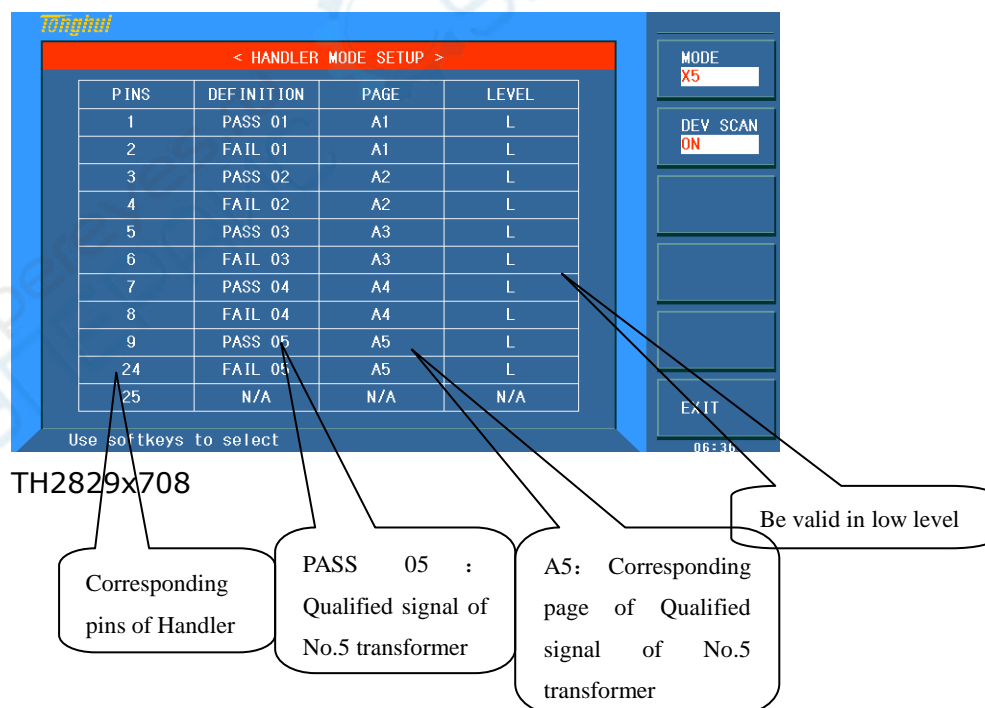 Tonghui
< HANDLER MODE SETUP >
PINS DEFINITION PAGE LEVEL
1 PASS 01 A1 L
2 FAIL 01 A1 L
3 PASS 02 A2 L
4 FAIL 02 A2 L
5 PASS 03 A3 L
6 FAIL 03 A3 L
7 PASS 04 A4 L
8 FAIL 04 A4 L
9 PASS 05 A5 L
24 FAIL 05 A5 L
25 N/A N/A N/A
Use softkeys to select
MODE
X5
DEV SCAN
ON
EXIT
06:36
TH2829x708
Corresponding
pins of Handler
PASS 05 :
Qualified signal of
No.5 transformer
A5: Corresponding
page of Qualified
signal of No.5
transformer
Be valid in low level